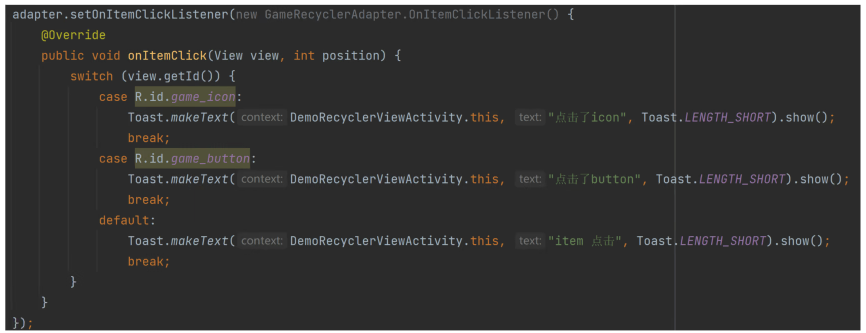 adapter.setOnItemClickListener(new GameRecyclerAdapter.OnItemClickListener() {
@Override
public void onItemClick(View view, int position) {
switch (view.getId()) {
case R.id.game_icon:
Toast.makeText( context: DemoRecyclerViewActivity.this, text: "点击了icon", Toast.LENGTH_SHORT).show();
break;
case R.id.game_button:
Toast.makeText( context: DemoRecyclerViewActivity.this, text: "点击了button", Toast.LENGTH_SHORT).show();
break;
default:
Toast.makeText( context: DemoRecyclerViewActivity.this, text: "item 点击", Toast.LENGTH_SHORT).show();
break;
}
}
});